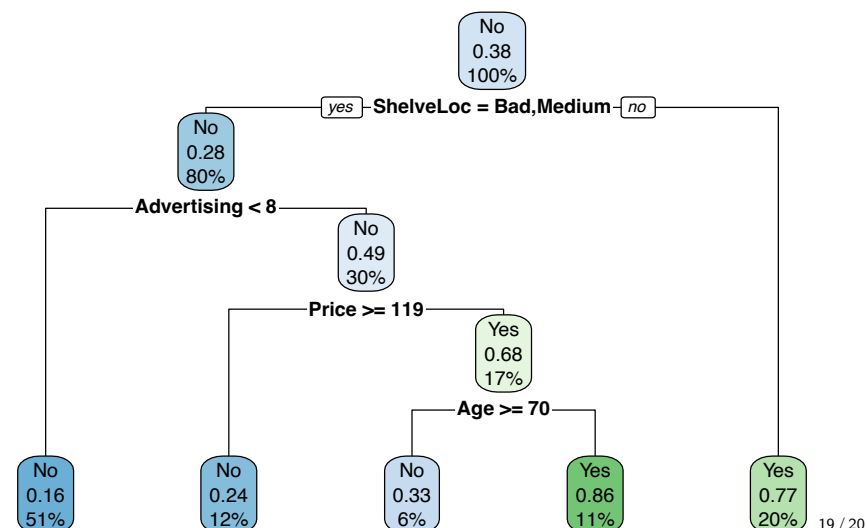 No
0.38
100%
yes ShelveLoc = Bad,Medium no
No
0.28
80%
Advertising < 8
No
0.49
30%
Price >= 119
Yes
0.68
17%
Age >= 70
No
0.16
51%
No
0.24
12%
No
0.33
6%
Yes
0.86
11%
Yes
0.77
20%
19 / 20